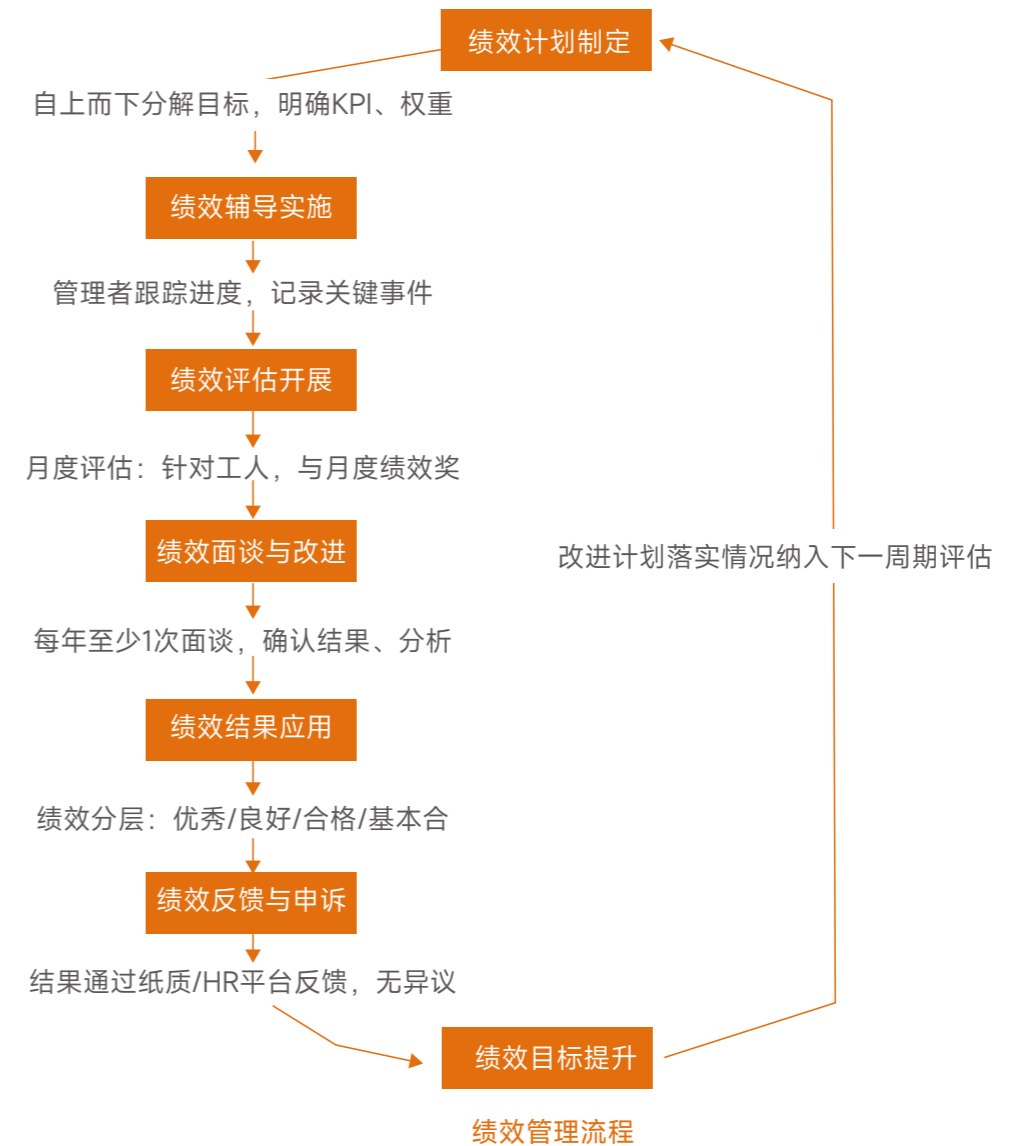 绩效计划制定
自上而下分解目标，明确KPI、权重
绩效辅导实施
管理者跟踪进度，记录关键事件
绩效评估开展
月度评估：针对工人，与月度绩效奖
绩效面谈与改进
改进计划落实情况纳入下一周期评估
每年至少1次面谈，确认结果、分析
绩效结果应用
绩效分层：优秀/良好/合格/基本合
绩效反馈与申诉
结果通过纸质/HR平台反馈，无异议
绩效目标提升
绩效管理流程